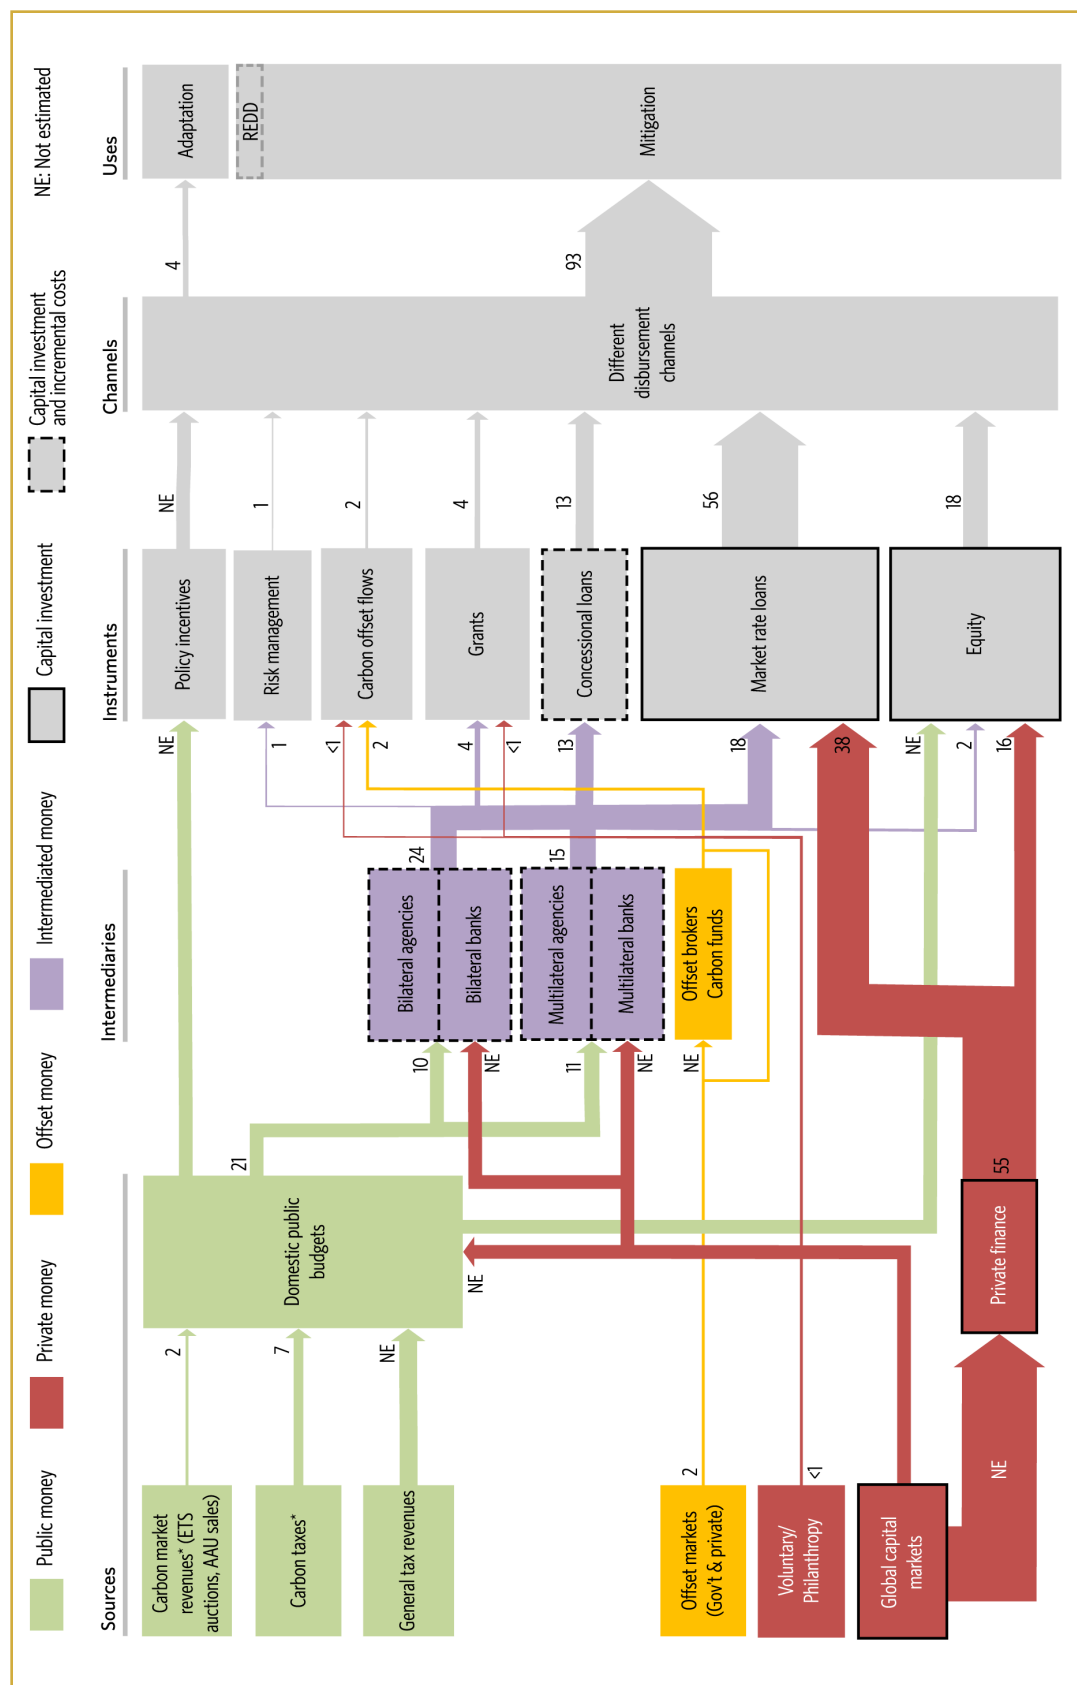 Public money
Private money
Offset money
Intermediated money
Capital investment
Capital investment
and incremental costs
NE: Not estimated
Sources
Intermediaries
Instruments
Channels
Uses
Carbon market
revenues* (ETS
auctions, AAU sales)
2
Carbon taxes*
7
General tax revenues
NE
Domestic public
budgets
NE
21
10
11
NE
NE
NE
Offset markets
(Gov't & private)
2
NE
Voluntary/
Philanthropy
<1
Global capital
markets
NE
Private finance
55
Bilateral agencies
Bilateral banks
24
Multilateral agencies
Multilateral banks
15
Offset brokers
Carbon funds
NE
1
<1
2
4
<1
13
18
38
NE
2
16
Policy incentives
NE
Risk management
1
Carbon offset flows
2
Grants
4
Concessional loans
13
Market rate loans
56
Equity
18
Different
disbursement
channels
4
93
Adaptation
REDD
Mitigation